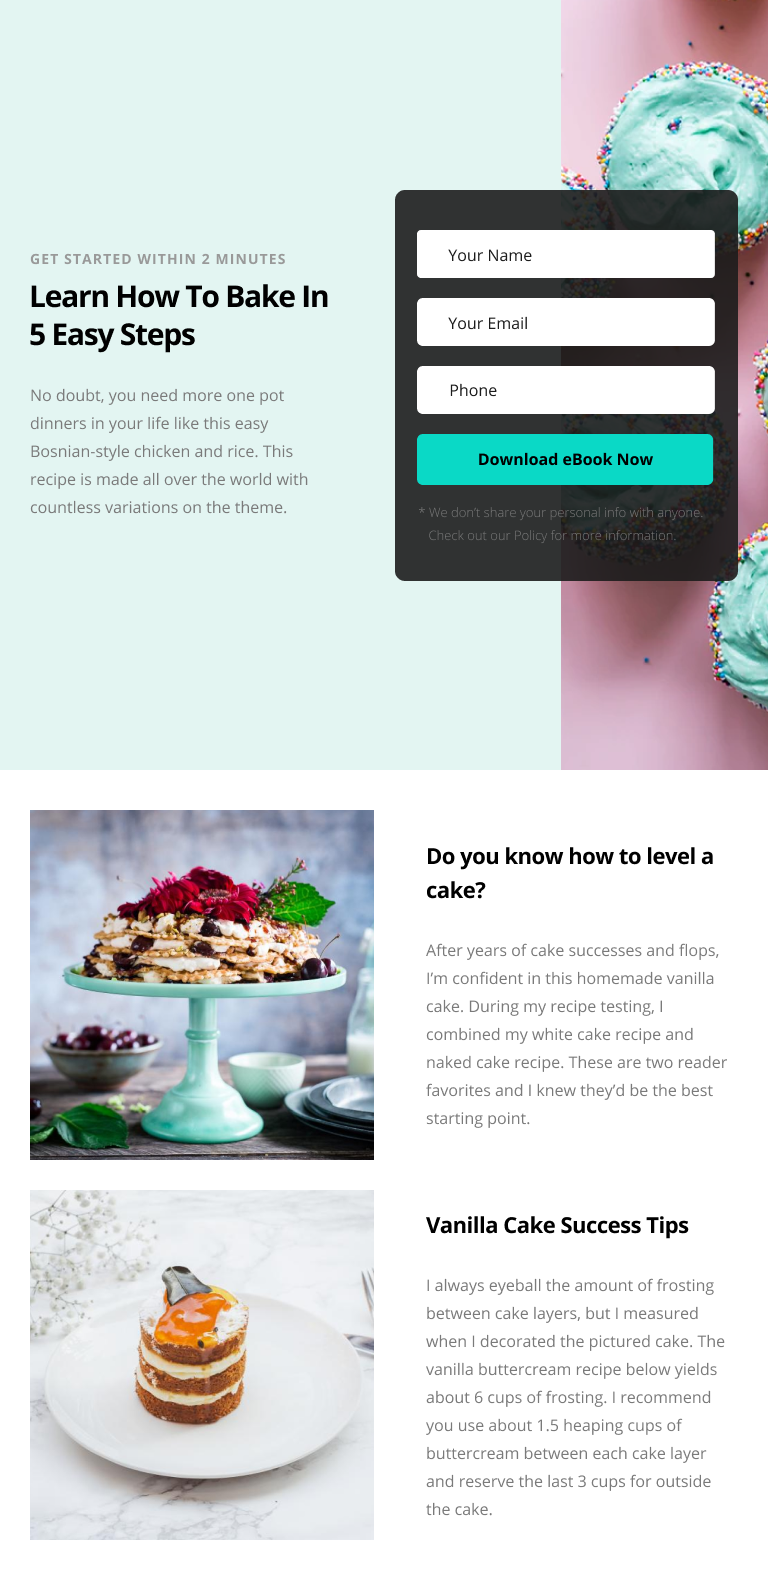 GET STARTED WITHIN 2 MINUTES
Learn How To Bake In
5 Easy Steps
No doubt, you need more one pot
dinners in your life like this easy
Bosnian-style chicken and rice. This
recipe is made all over the world with
countless variations on the theme.
Your Name
Your Email
Phone
Download eBook Now
* We don't share your personal info with anyone.
Check out our Policy for more information.
Do you know how to level a
cake?
After years of cake successes and flops,
I’m confident in this homemade vanilla
cake. During my recipe testing, I
combined my white cake recipe and
naked cake recipe. These are two reader
favorites and I knew they’d be the best
starting point.
Vanilla Cake Success Tips
I always eyeball the amount of frosting
between cake layers, but I measured
when I decorated the pictured cake. The
vanilla buttercream recipe below yields
about 6 cups of frosting. I recommend
you use about 1.5 heaping cups of
buttercream between each cake layer
and reserve the last 3 cups for outside
the cake.